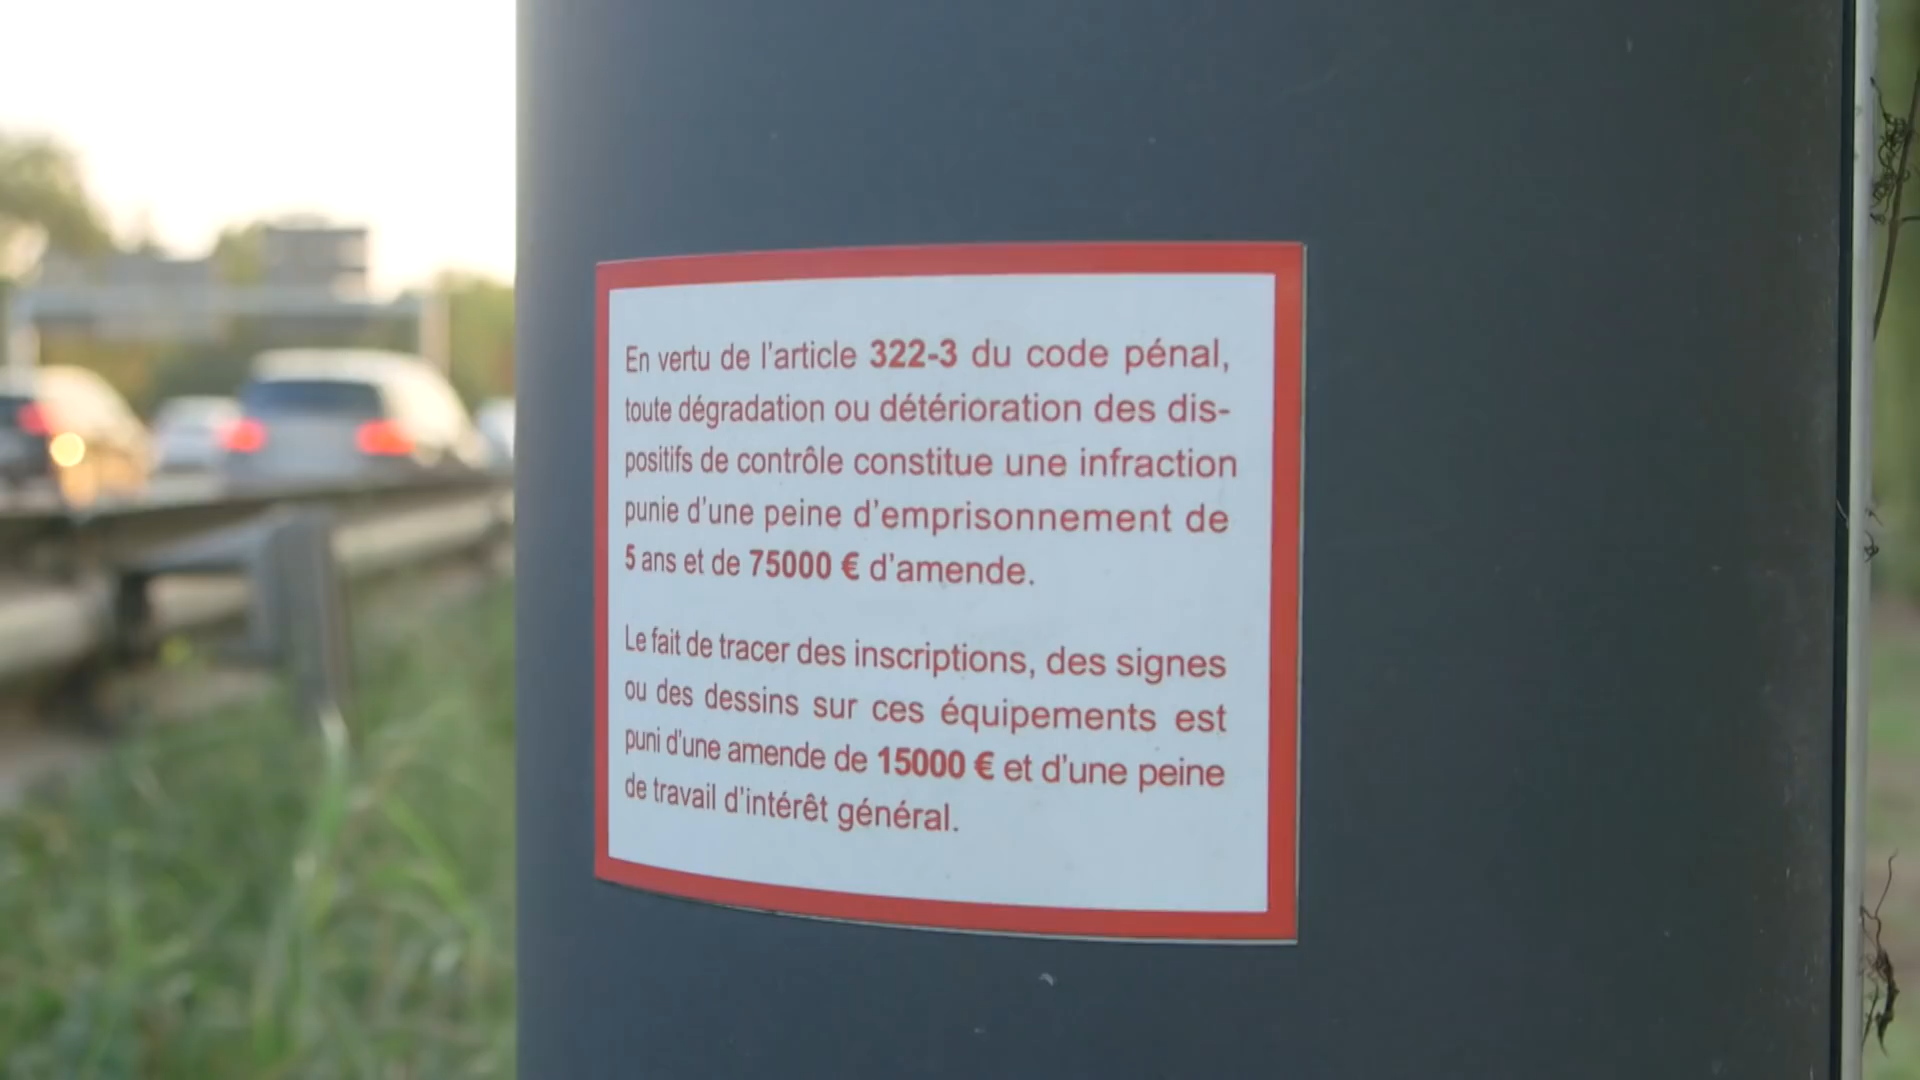 En vertu de l'article 322-3 du code pénal,
toute dégradation ou détérioration des dis-
positifs de contrôle constitue une infraction
punie d'une peine d'emprisonnement de
5 ans et de 75000 € d'amende.
Le fait de tracer des inscriptions, des signes
ou des dessins sur ces équipements est
puni d'une amende de 15000 € et d'une peine
de travail d'intérêt général.